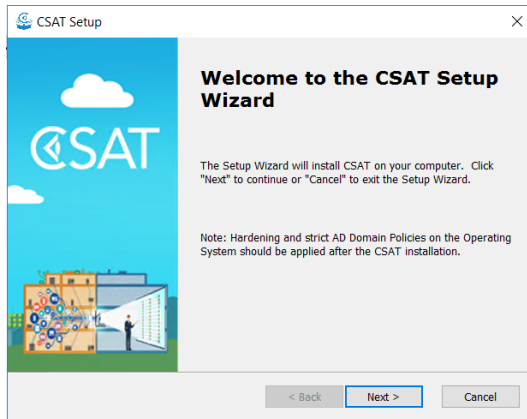 CSAT Setup
Welcome to the CSAT Setup
Wizard
CSAT
The Setup Wizard will install CSAT on your computer. Click
"Next" to continue or "Cancel" to exit the Setup Wizard.
Note: Hardening and strict AD Domain Policies on the Operating
System should be applied after the CSAT installation.
< Back
Next >
Cancel